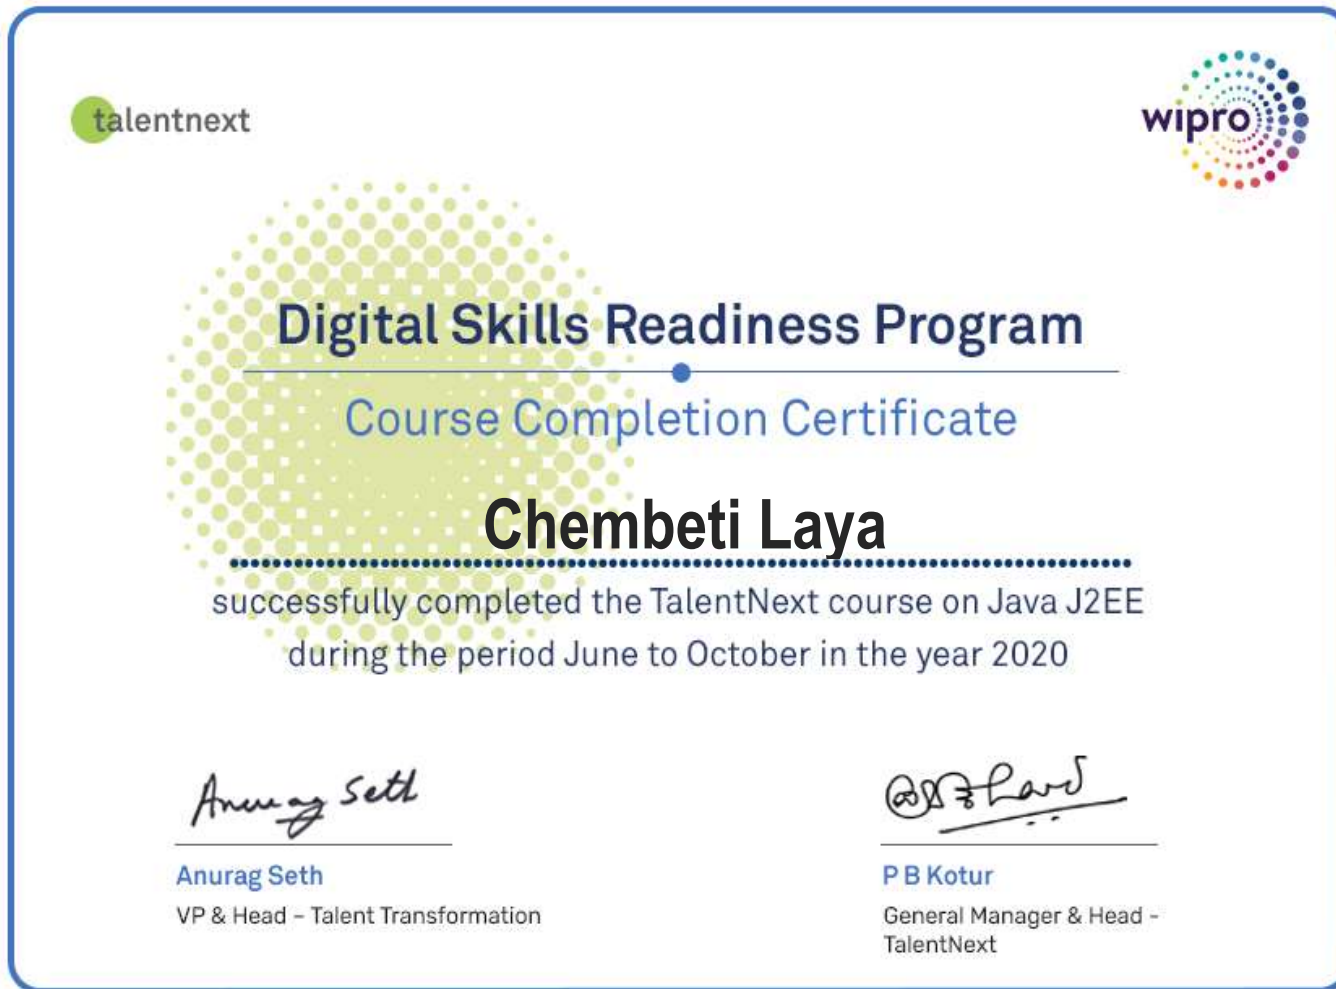 talentnext
wipro
Digital Skills Readiness Program
Course Completion Certificate
Chembeti Laya
successfully completed the TalentNext course on Java J2EE
during the period June to October in the year 2020
Anurag Seth
Anurag Seth
VP & Head – Talent Transformation
P B Kotur
General Manager & Head -
TalentNext